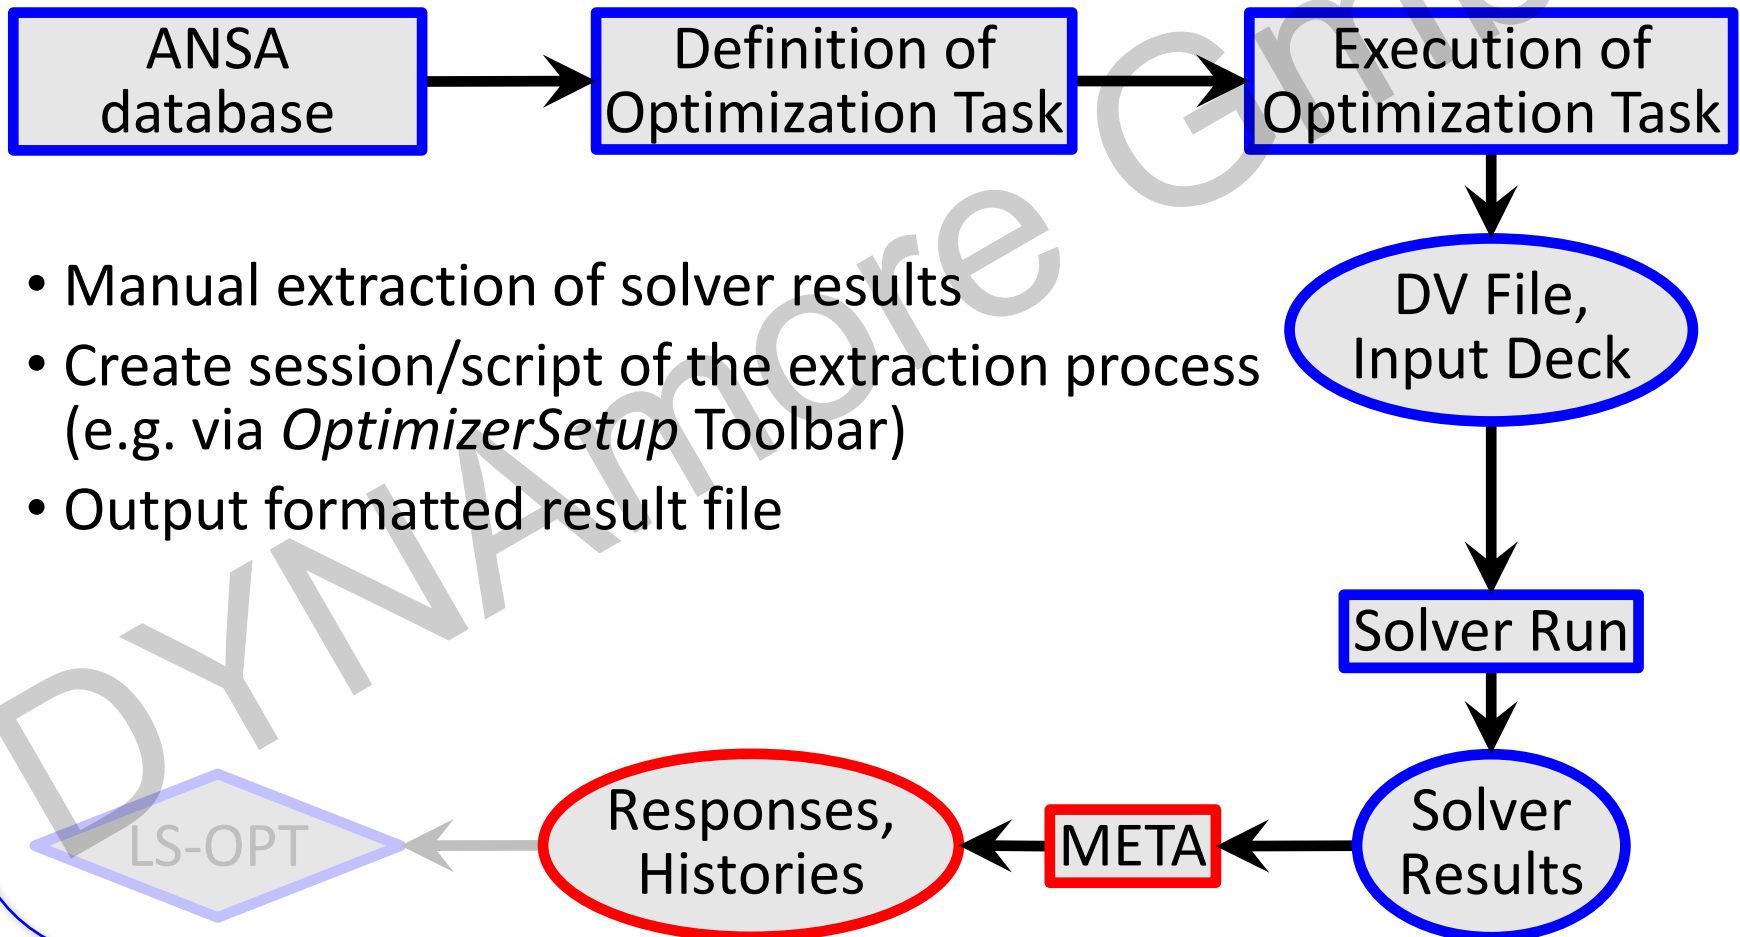 ANSA
database
Definition of
Optimization Task
Execution of
Optimization Task
• Manual extraction of solver results
• Create session/script of the extraction process
(e.g. via OptimizerSetup Toolbar)
• Output formatted result file
DV File,
Input Deck
Solver Run
Solver
Results
META
Responses,
Histories
LS-OPT
DYNAmore Gmb